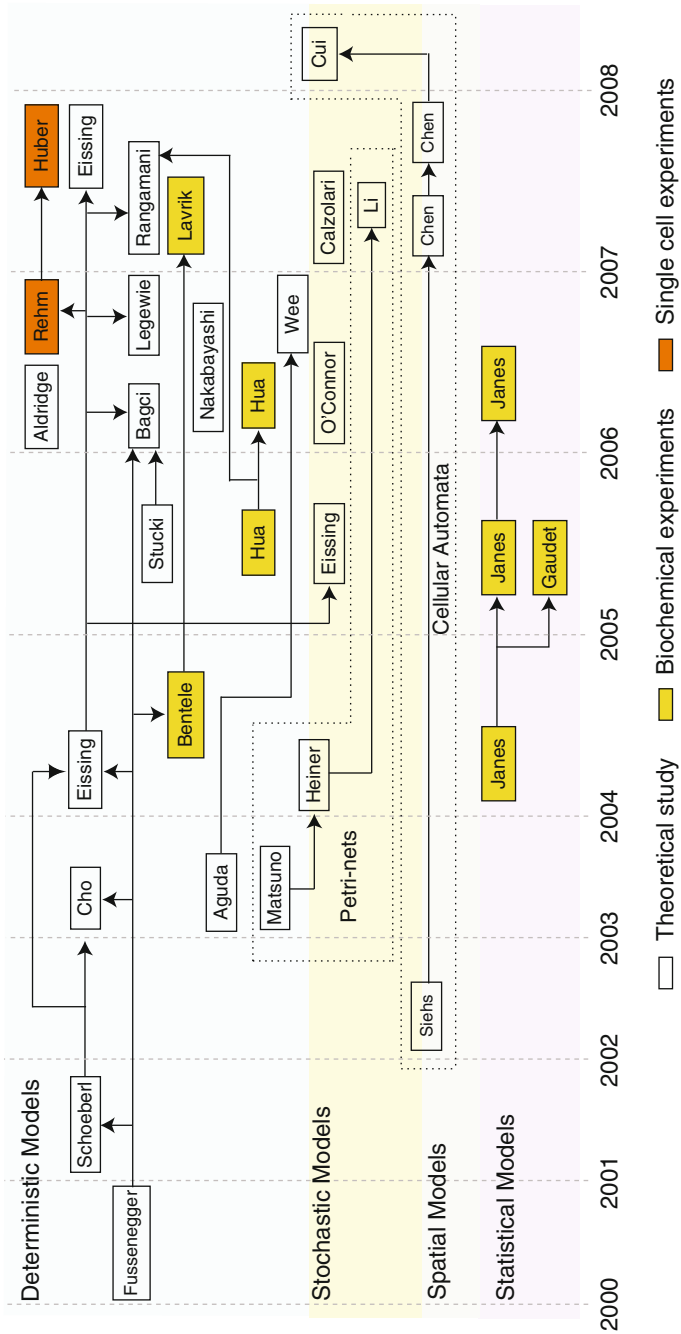 Deterministic Models
Fussenegger
Schoeberl
Cho
Eissing
Bentele
Stucki
Bagci
Aldridge
Rehm
Legewie
Huber
Eissing
Rangamani
Lavrik
Nakabayashi
Hua
Hua
Aguda
Wee
Matsuno
Heiner
Petri-nets
Stochastic Models
Eissing
O'Connor
Calzolari
Li
Cui
Spatial Models
Siehs
Cellular Automata
Chen
Chen
Statistical Models
Janes
Janes
Gaudet
Janes
2000
2001
2002
2003
2004
2005
2006
2007
2008
Theoretical study
Biochemical experiments
Single cell experiments